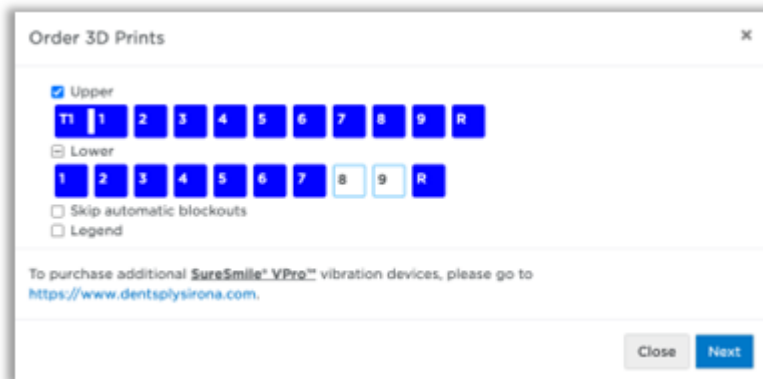 Order 3D Prints ×
Upper
T1 1 2 3 4 5 6 7 8 9 R
Lower
1 2 3 4 5 6 7 8 9 R
Skip automatic blockouts
Legend
To purchase additional SureSmile® VPro™ vibration devices, please go to
https://www.dentsplysirona.com.
Close Next